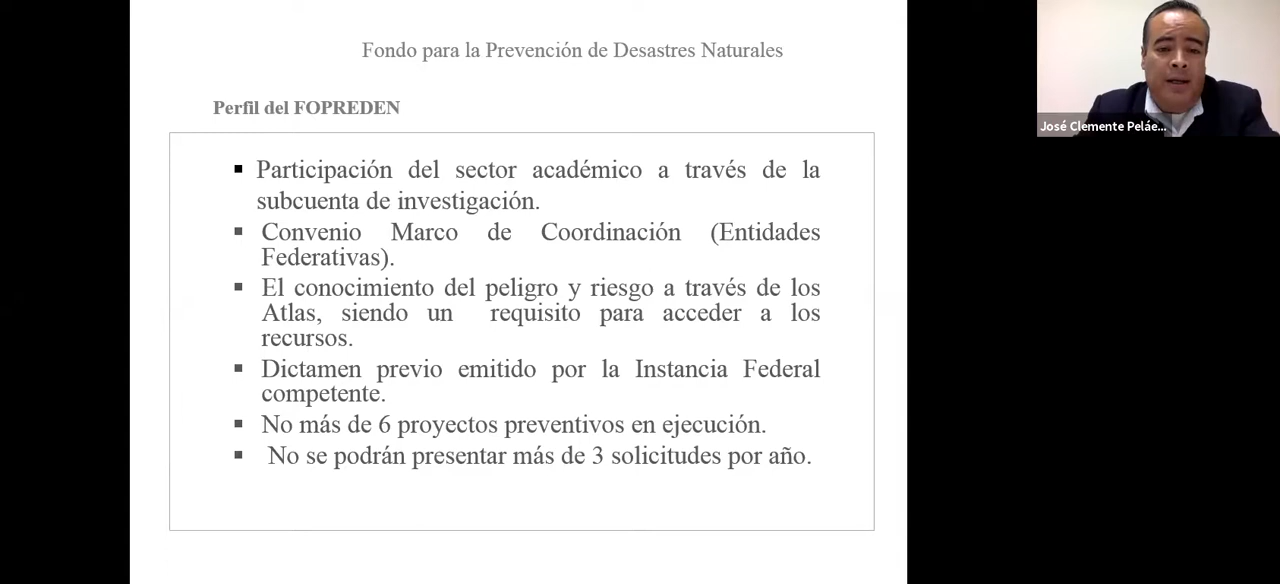 Fondo para la Prevención de Desastres Naturales
Perfil del FOPREDEN
▪ Participación del sector académico a través de la
subcuenta de investigación.
▪ Convenio Marco de Coordinación (Entidades
Federativas).
▪ El conocimiento del peligro y riesgo a través de los
Atlas, siendo un requisito para acceder a los
recursos.
▪ Dictamen previo emitido por la Instancia Federal
competente.
▪ No más de 6 proyectos preventivos en ejecución.
▪ No se podrán presentar más de 3 solicitudes por año.
José Clemente Peláe...